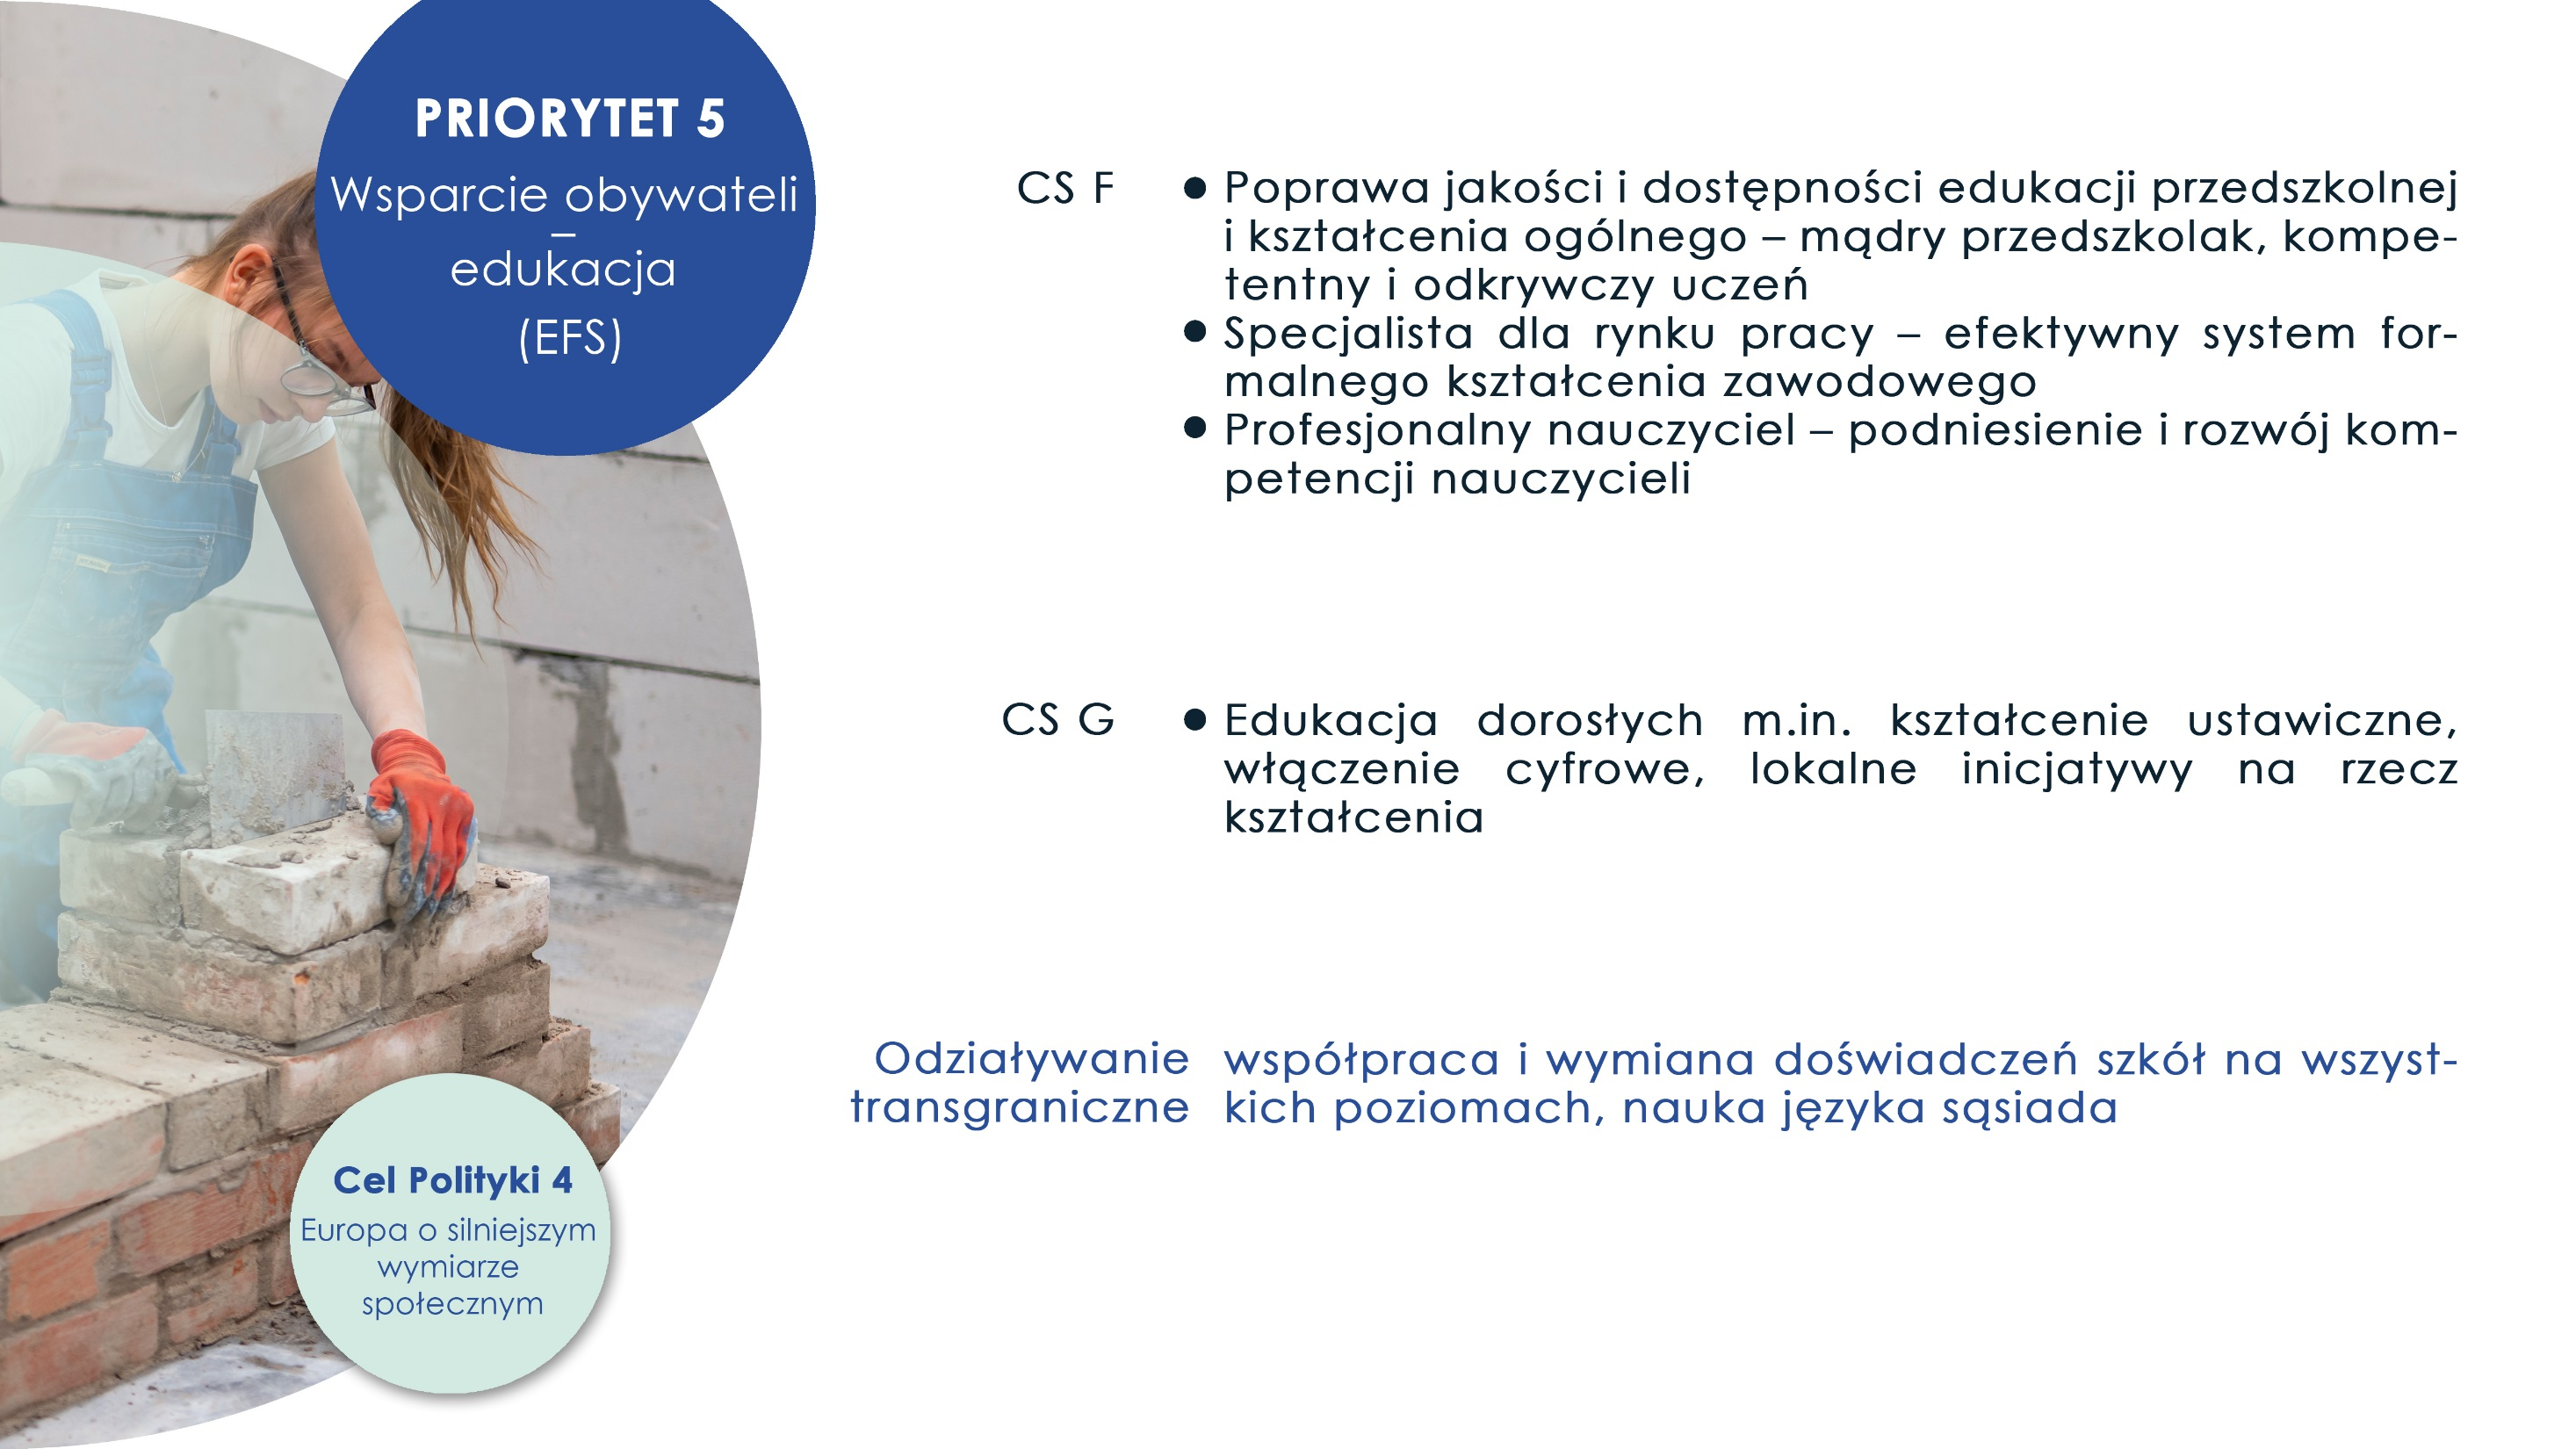 PRIORYTET 5
Wsparcie obywateli
–
edukacja
(EFS)
CS F
● Poprawa jakości i dostępności edukacji przedszkolnej
i kształcenia ogólnego – mądry przedszkolak, kompe-
tentny i odkrywczy uczeń
● Specjalista dla rynku pracy – efektywny system for-
malnego kształcenia zawodowego
● Profesjonalny nauczyciel – podniesienie i rozwój kom-
petencji nauczycieli
CS G
● Edukacja dorosłych m.in. kształcenie ustawiczne,
włączenie cyfrowe, lokalne inicjatywy na rzecz
kształcenia
Odziaływanie
transgraniczne
współpraca i wymiana doświadczeń szkół na wszyst-
kich poziomach, nauka języka sąsiada
Cel Polityki 4
Europa o silniejszym
wymiarze
społecznym